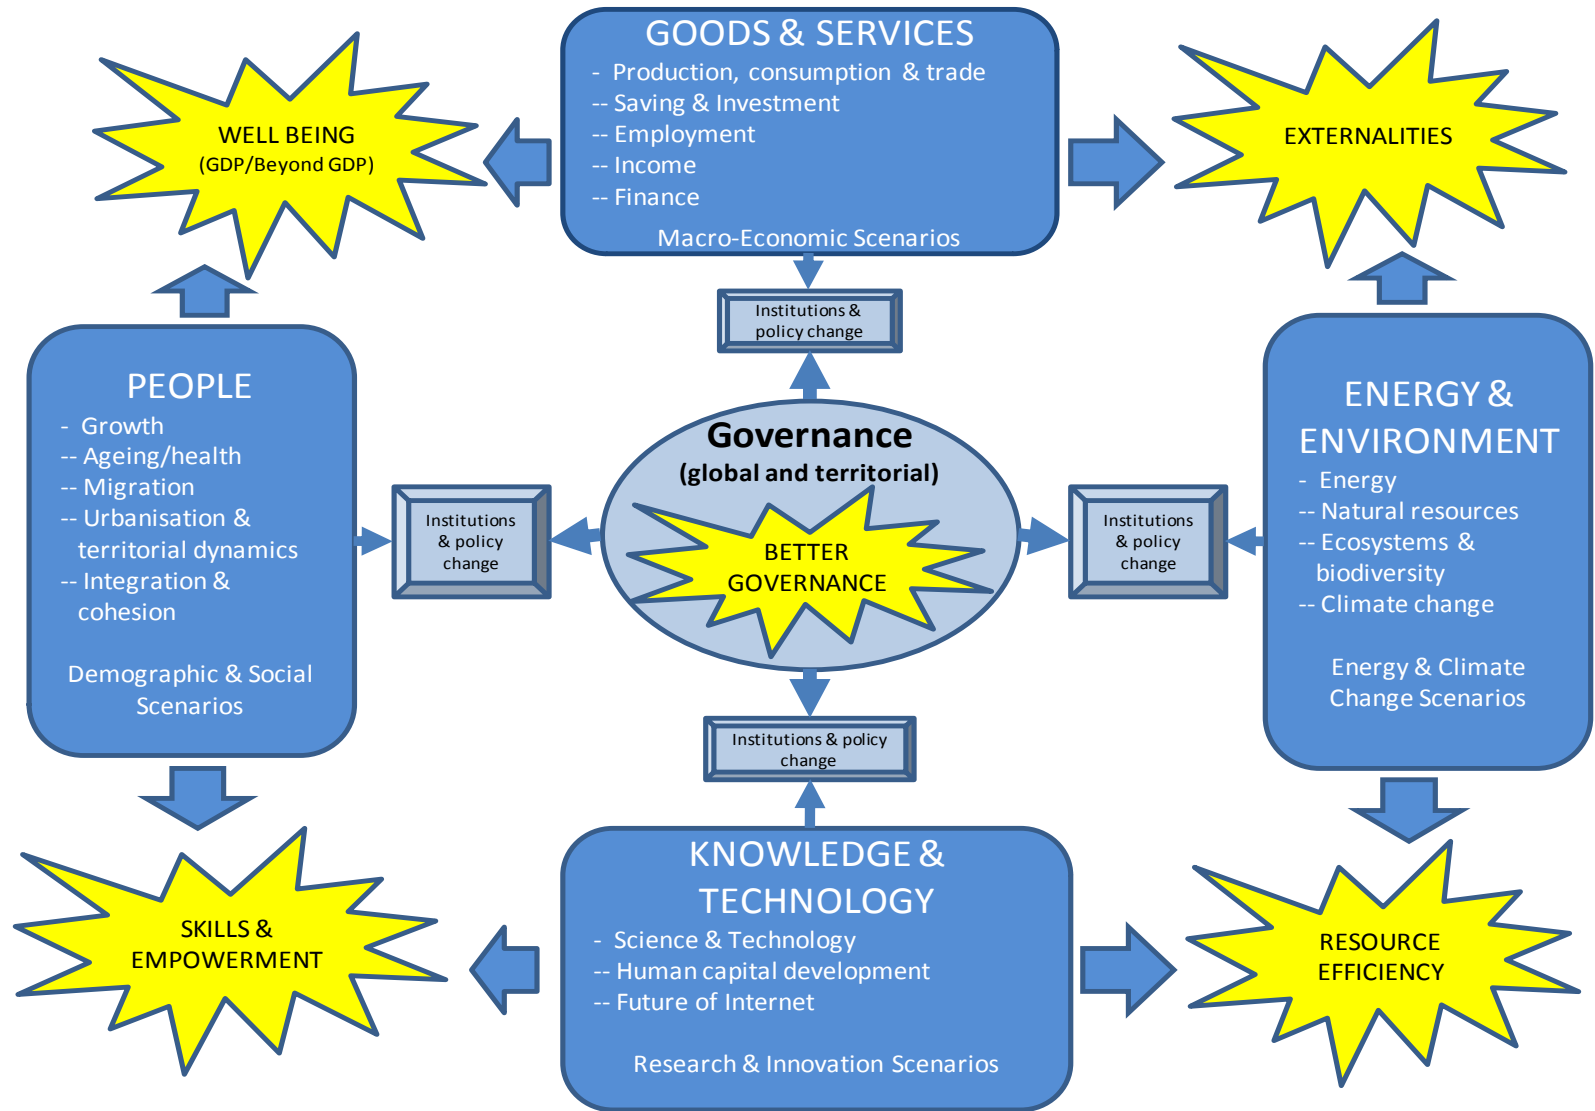 GOODS & SERVICES
- Production, consumption & trade
-- Saving & Investment
-- Employment
-- Income
-- Finance
Macro-Economic Scenarios
WELL BEING
(GDP/Beyond GDP)
EXTERNALITIES
Institutions &
policy change
PEOPLE
- Growth
-- Ageing/health
-- Migration
-- Urbanisation &
territorial dynamics
-- Integration &
cohesion
Demographic & Social
Scenarios
Institutions
& policy
change
Governance
(global and territorial)
BETTER
GOVERNANCE
Institutions
& policy
change
ENERGY &
ENVIRONMENT
- Energy
-- Natural resources
-- Ecosystems &
biodiversity
-- Climate change
Energy & Climate
Change Scenarios
Institutions & policy
change
SKILLS &
EMPOWERMENT
KNOWLEDGE &
TECHNOLOGY
- Science & Technology
-- Human capital development
-- Future of Internet
Research & Innovation Scenarios
RESOURCE
EFFICIENCY